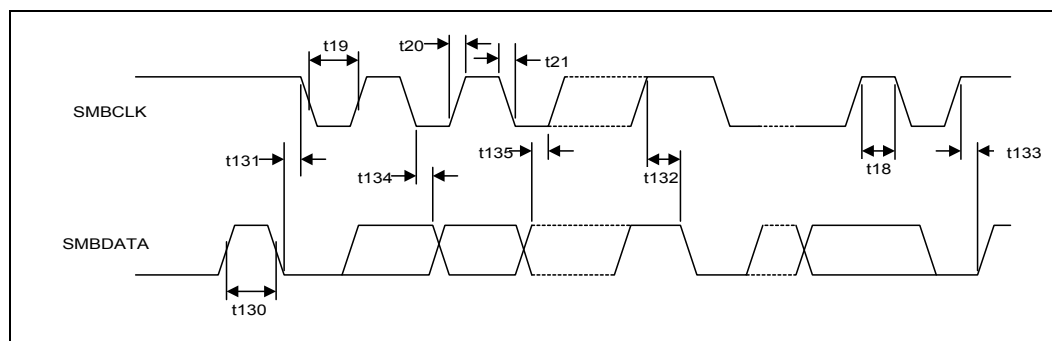 t19
t20
t21
SMBCLK
t131
t134
t135
t132
t18
t133
SMBDATA
t130